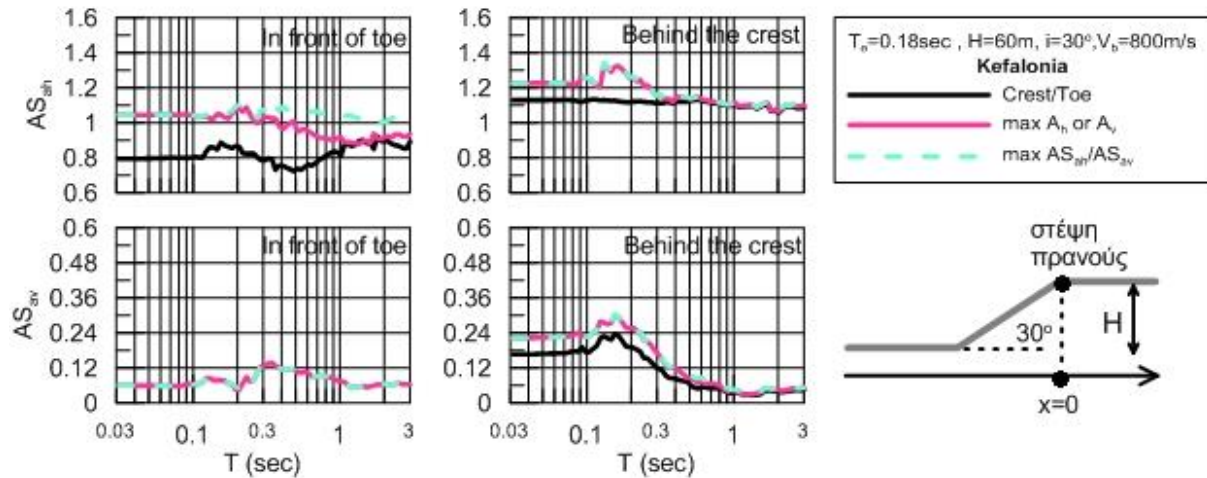 1.6
1.4
1.2
1
0.8
0.6
AS_ah
In front of toe
1.6
1.4
1.2
1
0.8
0.6
Behind the crest
T_e=0.18sec , H=60m, i=30°,V_b=800m/s
Kefalonia
Crest/Toe
max A_h or A_v
max AS_ah/AS_av
0.6
0.48
0.36
0.24
0.12
0
AS_av
In front of toe
0.03
0.1
0.3
1
3
T (sec)
0.6
0.48
0.36
0.24
0.12
0
Behind the crest
0.03
0.1
0.3
1
3
T (sec)
στέψη
πρανούς
30°
H
x=0